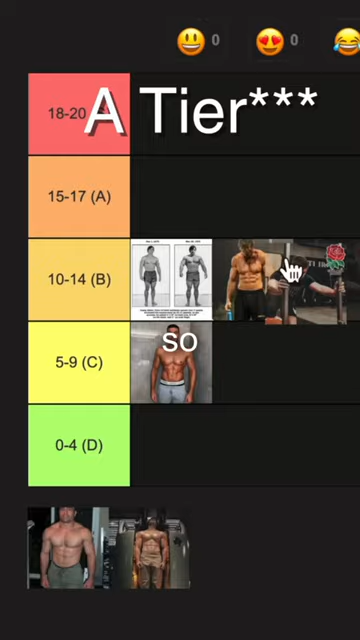 0 0
18-20
A Tier***
15-17 (A)
10-14 (B)
so
5-9 (C)
0-4 (D)